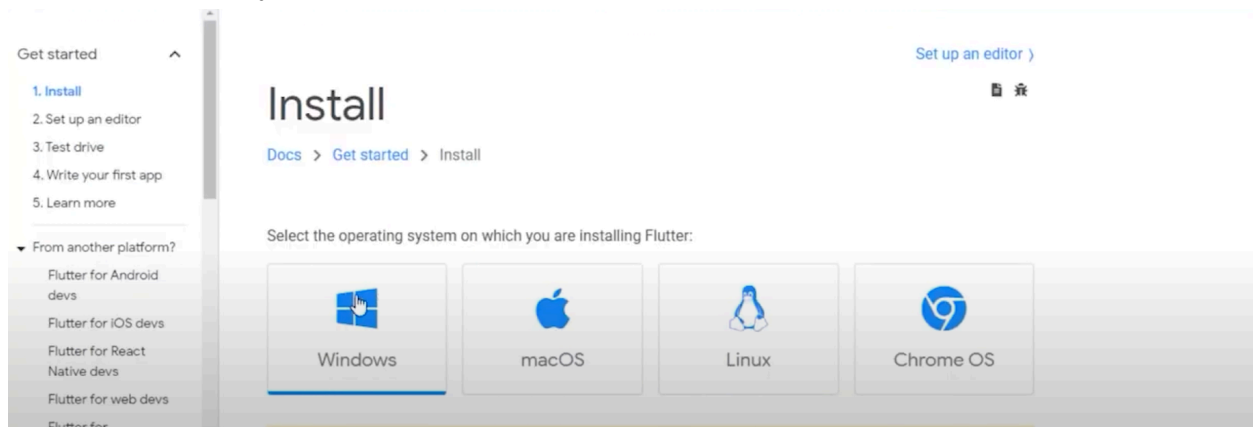 Get started
1. Install
2. Set up an editor
3. Test drive
4. Write your first app
5. Learn more
From another platform?
Flutter for Android
devs
Flutter for iOS devs
Flutter for React
Native devs
Flutter for web devs
Flutter for
Set up an editor
Install
Docs > Get started > Install
Select the operating system on which you are installing Flutter:
Windows
macOS
Linux
Chrome OS